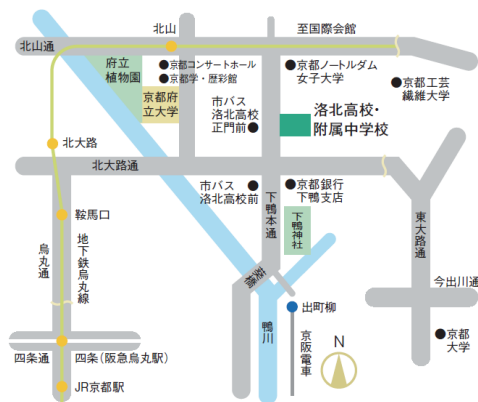 北山
至国際会館
北山通
府立
植物園
●京都コンサートホール
●京都学・歴彩館
●京都ノートルダム
女子大学
●京都工芸
繊維大学
京都府
立大学
市バス
洛北高校
正門前●
洛北高校・
附属中学校
北大路
北大路通
市バス
洛北高校前
●京都銀行
下鴨支店
鞍馬口
下鴨本通
下鴨神社
東大路通
烏丸通
地下鉄烏丸線
葵橋
今出川通
出町柳
鴨川
京阪電車
N
●京都
大学
四条通
四条（阪急烏丸駅）
JR京都駅